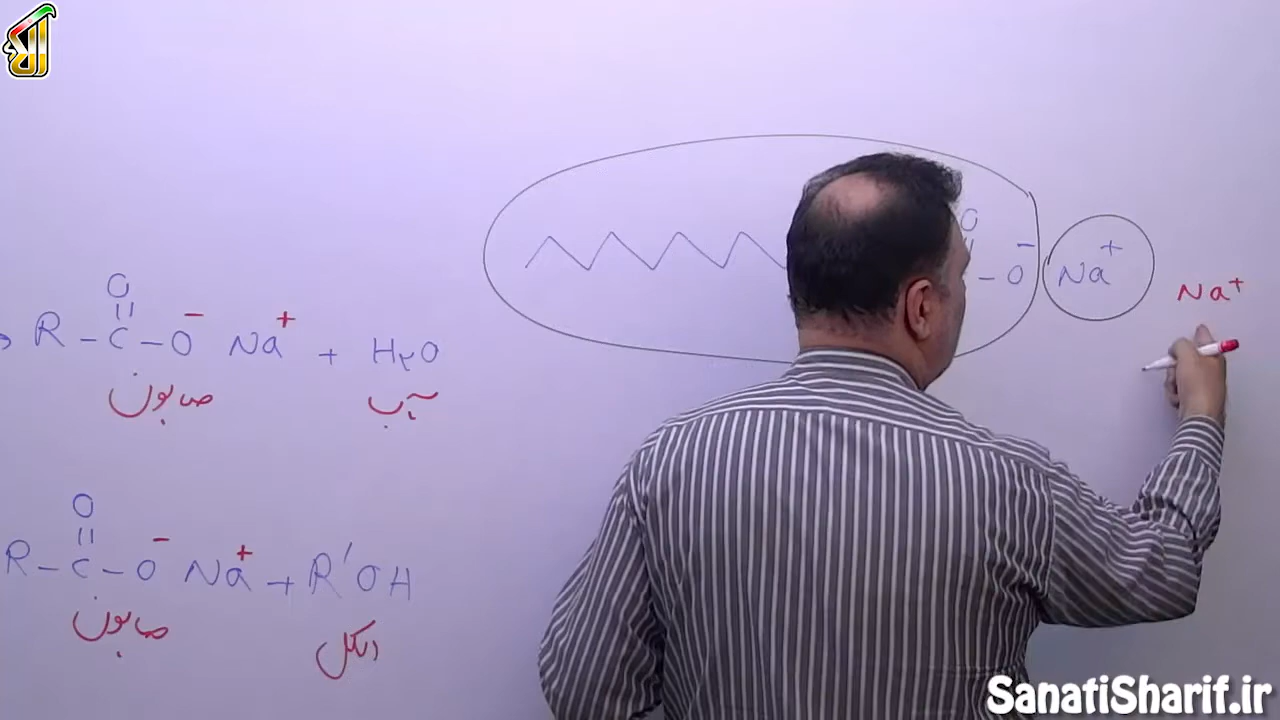 O
||
R – C – O⁻ Na⁺ + H₂O
صابون
آب
O
||
R – C – O⁻ Na⁺ + R′OH
صابون
الکل
O
– O⁻ Na⁺
Na⁺
SanatiSharif.ir